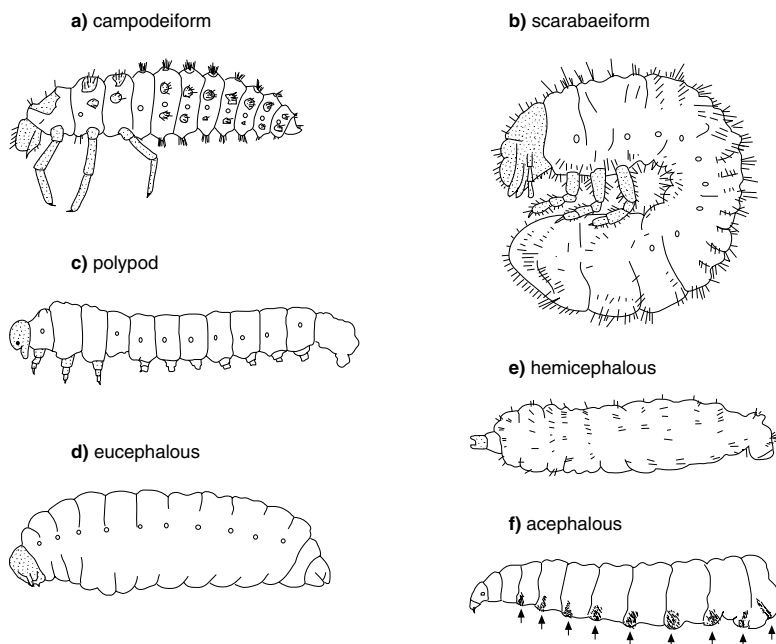 a) campodeiform
b) scarabaeiform
c) polypod
d) eucephalous
e) hemicephalous
f) acephalous